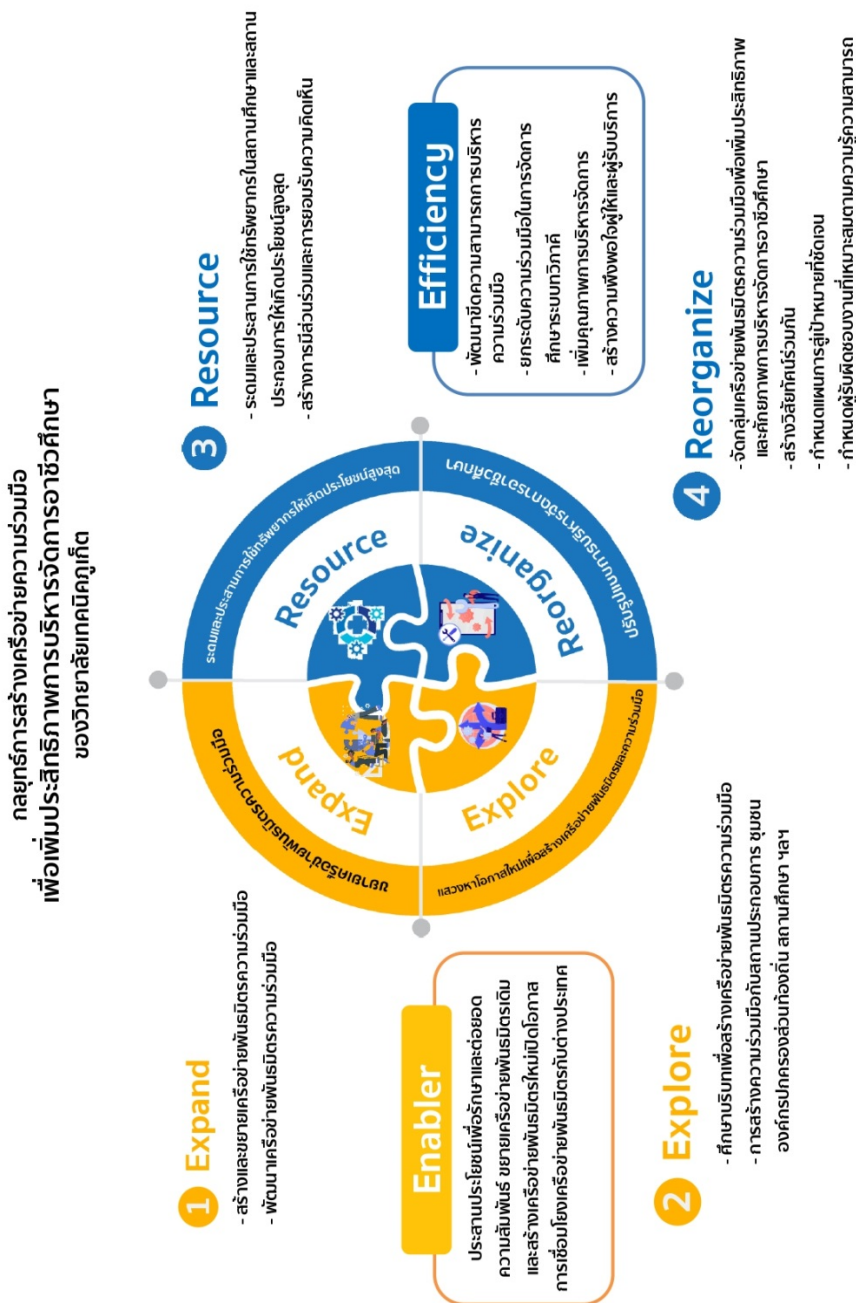 กลยุทธ์การสร้างเครือข่ายความร่วมมือ
เพื่อเพิ่มประสิทธิภาพการบริหารจัดการอาชีวศึกษา
ของวิทยาลัยเทคนิคภูเก็ต
1 Expand
- สร้างและขยายเครือข่ายพันธมิตรความร่วมมือ
- พัฒนาเครือข่ายพันธมิตรความร่วมมือ
Enabler
ประสานประโยชน์เพื่อรักษาและต่อยอด
ความสัมพันธ์ ขยายเครือข่ายพันธมิตรเดิม
และสร้างเครือข่ายพันธมิตรใหม่เปิดโอกาส
การเชื่อมโยงเครือข่ายพันธมิตรกับต่างประเทศ
2 Explore
- ศึกษาบริบทเพื่อสร้างเครือข่ายพันธมิตรความร่วมมือ
- การสร้างความร่วมมือกับสถานประกอบการ ชุมชน
องค์กรปกครองส่วนท้องถิ่น สถานศึกษา ฯลฯ
ขยายเครือข่ายพันธมิตรความร่วมมือ
Expand
ระดมและประสานการใช้ทรัพยากรให้เกิดประโยชน์สูงสุด
Resource
Explore
แสวงหาโอกาสใหม่เพื่อสร้างเครือข่ายพันธมิตรและความร่วมมือ
Reorganize
ปรับรูปแบบการบริหารจัดการอาชีวศึกษา
3 Resource
- ระดมและประสานการใช้ทรัพยากรในสถานศึกษาและสถาน
ประกอบการให้เกิดประโยชน์สูงสุด
- สร้างการมีส่วนร่วมและการยอมรับความคิดเห็น
Efficiency
- พัฒนาขีดความสามารถการบริหาร
ความร่วมมือ
- ยกระดับความร่วมมือในการจัดการ
ศึกษาระบบทวิภาคี
- เพิ่มคุณภาพการบริหารจัดการ
- สร้างความพึงพอใจผู้ให้และผู้รับบริการ
4 Reorganize
- จัดกลุ่มเครือข่ายพันธมิตรความร่วมมือเพื่อเพิ่มประสิทธิภาพ
และศักยภาพการบริหารจัดการอาชีวศึกษา
- สร้างวิสัยทัศน์ร่วมกัน
- กำหนดแผนการสู่เป้าหมายที่ชัดเจน
- กำหนดผู้รับผิดชอบงานที่เหมาะสมตามความรู้ความสามารถ